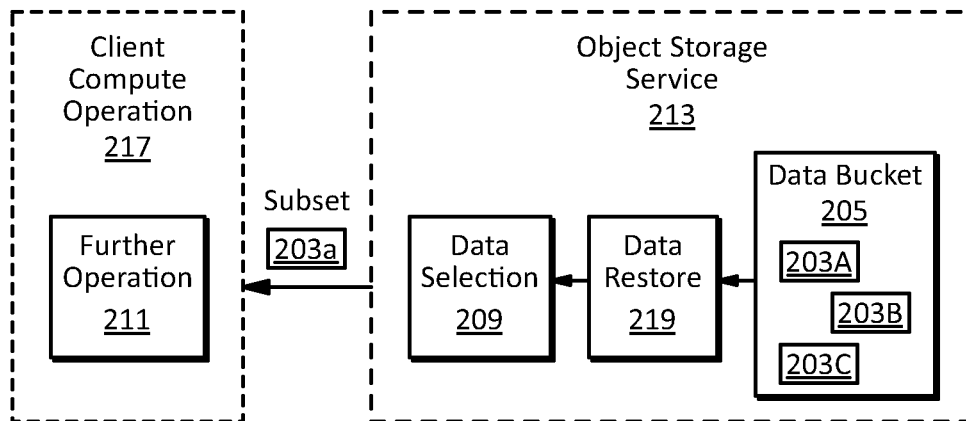 Client
Compute
Operation
217
Object Storage
Service
213
Subset
203a
Further
Operation
211
Data
Selection
209
Data
Restore
219
Data Bucket
205
203A
203B
203C